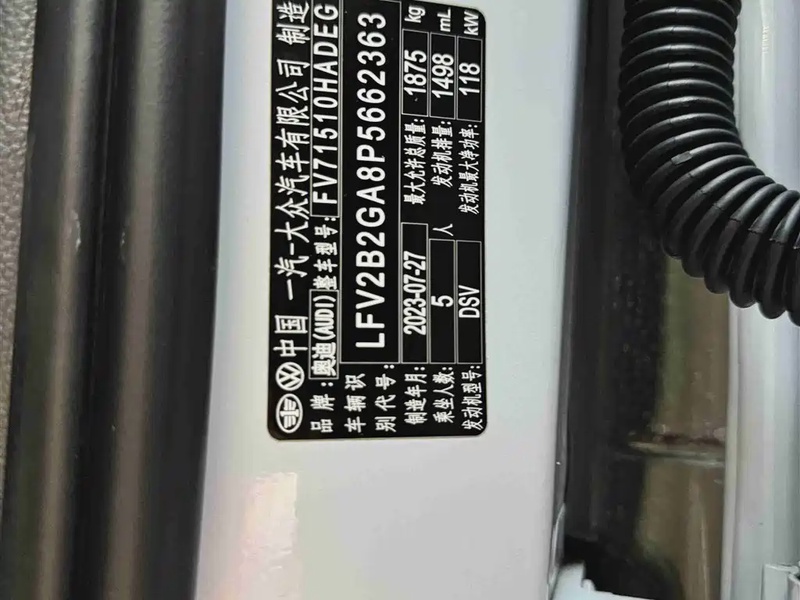 中国 一汽-大众汽车有限公司 制造
品牌: 奥迪(AUDI) 整车型号: FV71510HADEG
车辆识别代号: LFV2B2GA8P5662363
制造年月: 2023-07-27 最大允许总质量: 1875 kg
乘坐人数: 5 人 发动机排量: 1498 mL
发动机型号: DSV 发动机最大净功率: 118 kW